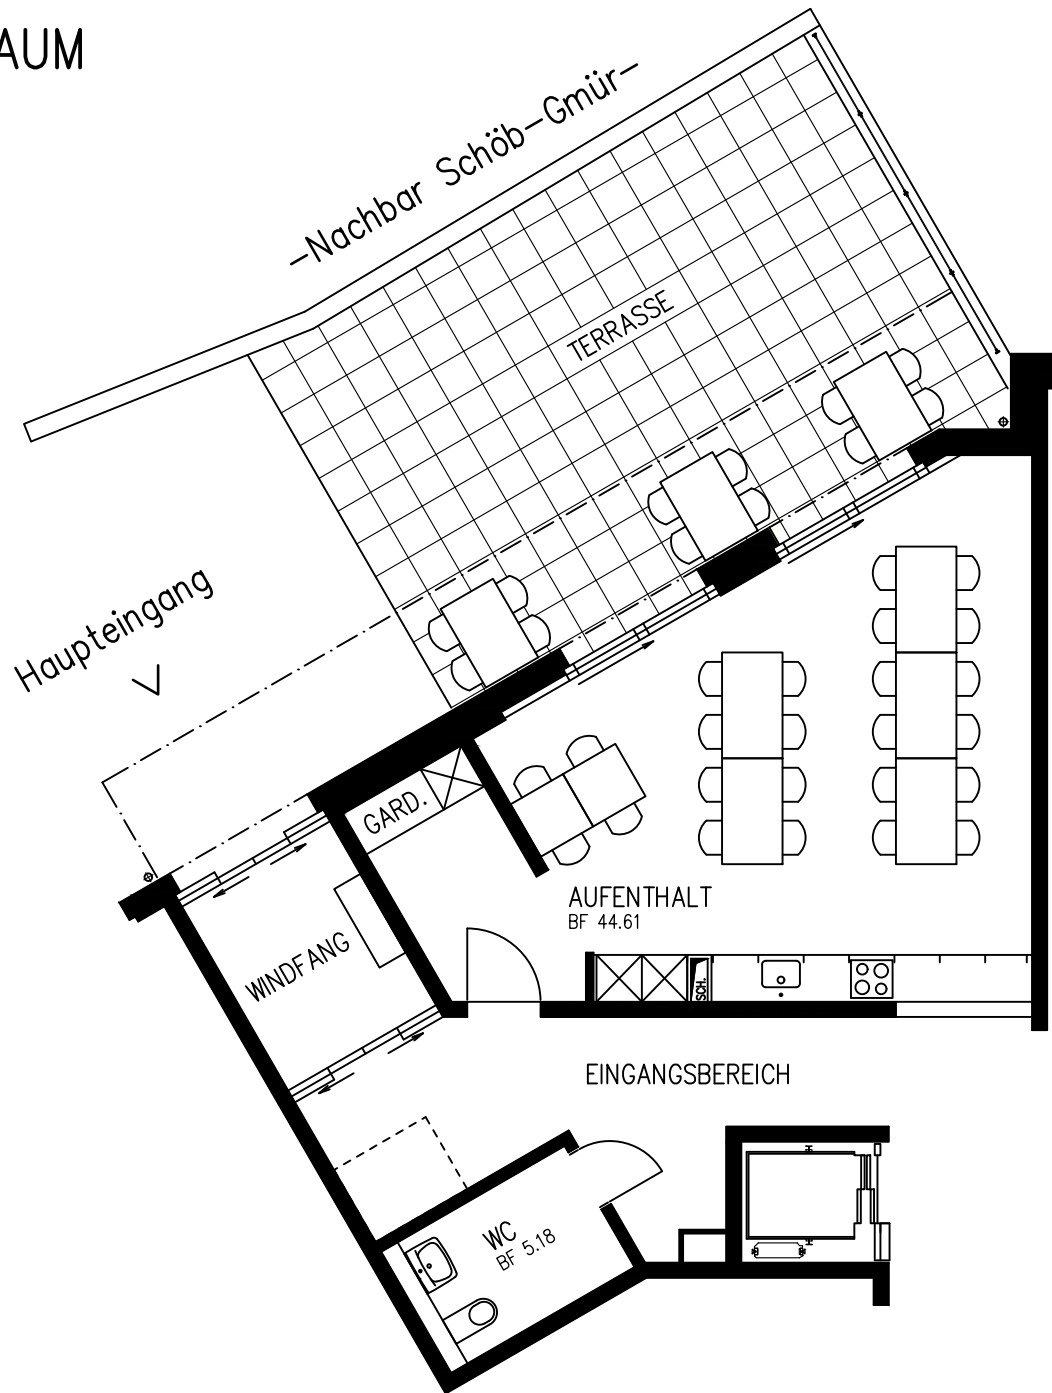 AUM
-Nachbar Schöb-Gmür-
TERRASSE
Haupteingang
GARD.
AUFENTHALT
BF 44.61
WINDFANG
SCH.
EINGANGSBEREICH
WC
BF 5.18